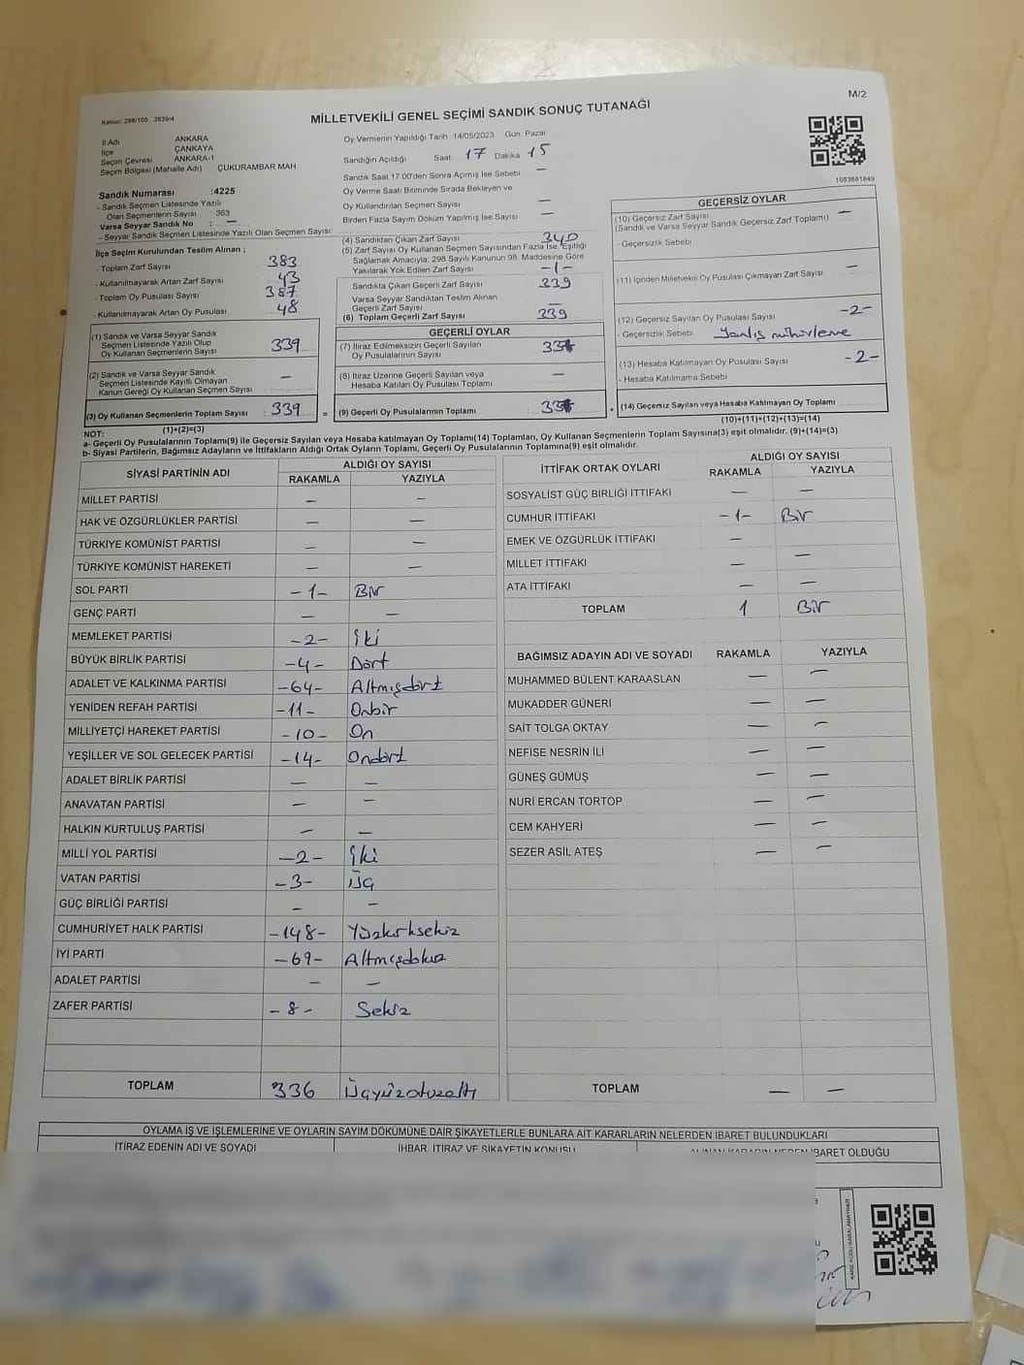 Kanun: 298/105 2839/4
M/2
MİLLETVEKİLİ GENEL SEÇİMİ SANDIK SONUÇ TUTANAĞI
İl Adı ANKARA
İlçe ÇANKAYA
Seçim Çevresi ANKARA-1
Seçim Bölgesi (Mahalle Adı) ÇUKURAMBAR MAH
Sandık Numarası :4225
- Sandık Seçmen Listesinde Yazılı
Olan Seçmenlerin Sayısı 363
Varsa Seyyar Sandık No : —
- Seyyar Sandık Seçmen Listesinde Yazılı Olan Seçmen Sayısı:
Oy Vermenin Yapıldığı Tarih 14/05/2023 Gün: Pazar
Sandığın Açıldığı Saat: 17 Dakika 15
Sandık Saat 17.00'den Sonra Açılmış İse Sebebi —
Oy Verme Saati Bitiminde Sırada Bekleyen ve
Oy Kullandırılan Seçmen Sayısı —
Birden Fazla Sayım Döküm Yapılmış İse Sayısı —
1083681849
İlçe Seçim Kurulundan Teslim Alınan ;
- Toplam Zarf Sayısı 383
- Kullanılmayarak Artan Zarf Sayısı 43
- Toplam Oy Pusulası Sayısı 387
- Kullanılmayarak Artan Oy Pusulası 48
(1) Sandık ve Varsa Seyyar Sandık
Seçmen Listesinde Yazılı Olup
Oy Kullanan Seçmenlerin Sayısı 339
(2) Sandık ve Varsa Seyyar Sandık
Seçmen Listesinde Kayıtlı Olmayan
Kanun Gereği Oy Kullanan Seçmen Sayısı —
(3) Oy Kullanan Seçmenlerin Toplam Sayısı 339 =
(1)+(2)=(3)
(4) Sandıktan Çıkan Zarf Sayısı 340
(5) Zarf Sayısı Oy Kullanan Seçmen Sayısından Fazla İse, Eşitliği
Sağlamak Amacıyla; 298 Sayılı Kanunun 98. Maddesine Göre
Yakılarak Yok Edilen Zarf Sayısı -1-
Sandıkta Çıkan Geçerli Zarf Sayısı 339
Varsa Seyyar Sandıktan Teslim Alınan
Geçerli Zarf Sayısı —
(6) Toplam Geçerli Zarf Sayısı 339
GEÇERLİ OYLAR
(7) İtiraz Edilmeksizin Geçerli Sayılan
Oy Pusulalarının Sayısı
(8) İtiraz Üzerine Geçerli Sayılan veya
Hesaba Katılan Oy Pusulası Toplamı —
(9) Geçerli Oy Pusulalarının Toplamı
GEÇERSİZ OYLAR
(10) Geçersiz Zarf Sayısı —
(Sandık ve Varsa Seyyar Sandık Geçersiz Zarf Toplamı)
- Geçersizlik Sebebi
(11) İçinden Milletvekili Oy Pusulası Çıkmayan Zarf Sayısı —
(12) Geçersiz Sayılan Oy Pusulası Sayısı -2-
- Geçersizlik Sebebi Yanlış mühürleme
(13) Hesaba Katılmayan Oy Pusulası Sayısı -2-
- Hesaba Katılmama Sebebi
(14) Geçersiz Sayılan veya Hesaba Katılmayan Oy Toplamı
(10)+(11)+(12)+(13)=(14)
NOT:
a- Geçerli Oy Pusulalarının Toplamı(9) ile Geçersiz Sayılan veya Hesaba katılmayan Oy Toplamı(14) Toplamları, Oy Kullanan Seçmenlerin Toplam Sayısına(3) eşit olmalıdır. (9)+(14)=(3)
b- Siyasi Partilerin, Bağımsız Adayların ve İttifakların Aldığı Ortak Oyların Toplamı, Geçerli Oy Pusulalarının Toplamına(9) eşit olmalıdır.
SİYASİ PARTİNİN ADI ALDIĞI OY SAYISI
RAKAMLA YAZIYLA
MİLLET PARTİSİ — —
HAK VE ÖZGÜRLÜKLER PARTİSİ — —
TÜRKİYE KOMÜNİST PARTİSİ — —
TÜRKİYE KOMÜNİST HAREKETİ — —
SOL PARTİ -1- Bir
GENÇ PARTİ — —
MEMLEKET PARTİSİ -2- İki
BÜYÜK BİRLİK PARTİSİ -4- Dört
ADALET VE KALKINMA PARTİSİ -64- Altmışdört
YENİDEN REFAH PARTİSİ -11- Onbir
MİLLİYETÇİ HAREKET PARTİSİ -10- On
YEŞİLLER VE SOL GELECEK PARTİSİ -14- Ondört
ADALET BİRLİK PARTİSİ — —
ANAVATAN PARTİSİ — —
HALKIN KURTULUŞ PARTİSİ — —
MİLLİ YOL PARTİSİ -2- İki
VATAN PARTİSİ -3- Üç
GÜÇ BİRLİĞİ PARTİSİ — —
CUMHURİYET HALK PARTİSİ -148- Yüzkırksekiz
İYİ PARTİ -69- Altmışdokuz
ADALET PARTİSİ — —
ZAFER PARTİSİ -8- Sekiz
TOPLAM 336 Üçyüzotuzaltı
İTTİFAK ORTAK OYLARI ALDIĞI OY SAYISI
RAKAMLA YAZIYLA
SOSYALİST GÜÇ BİRLİĞİ İTTİFAKI — —
CUMHUR İTTİFAKI -1- Bir
EMEK VE ÖZGÜRLÜK İTTİFAKI —
MİLLET İTTİFAKI — —
ATA İTTİFAKI — —
TOPLAM 1 Bir
BAĞIMSIZ ADAYIN ADI VE SOYADI RAKAMLA YAZIYLA
MUHAMMED BÜLENT KARAASLAN — —
MUKADDER GÜNERİ — —
SAİT TOLGA OKTAY — —
NEFİSE NESRİN İLİ — —
GÜNEŞ GÜMÜŞ — —
NURİ ERCAN TORTOP — —
CEM KAHYERİ — —
SEZER ASİL ATEŞ — —
TOPLAM — —
OYLAMA İŞ VE İŞLEMLERİNE VE OYLARIN SAYIM DÖKÜMÜNE DAİR ŞİKAYETLERLE BUNLARA AİT KARARLARIN NELERDEN İBARET BULUNDUKLARI
İTİRAZ EDENİN ADI VE SOYADI İHBAR, İTİRAZ VE ŞİKAYETİN KONUSU ALINAN KARARIN NEDEN İBARET OLDUĞU